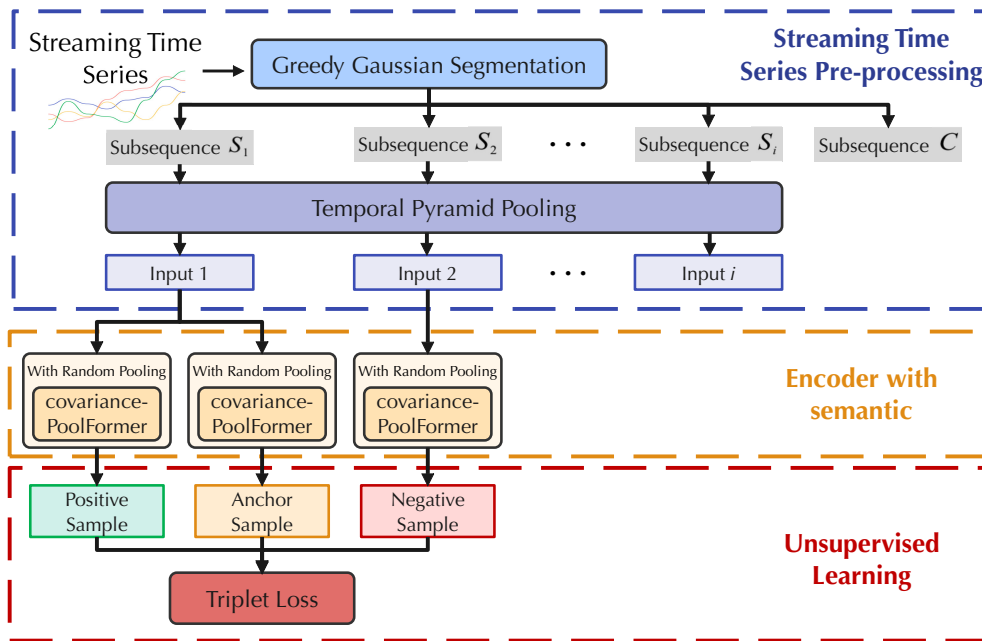 Streaming Time
Series
Greedy Gaussian Segmentation
Streaming Time
Series Pre-processing
Subsequence S₁
Subsequence S₂
...
Subsequence Sᵢ
Subsequence C
Temporal Pyramid Pooling
Input 1
Input 2
...
Input i
With Random Pooling
covariance-
PoolFormer
With Random Pooling
covariance-
PoolFormer
With Random Pooling
covariance-
PoolFormer
Encoder with
semantic
Positive
Sample
Anchor
Sample
Negative
Sample
Unsupervised
Learning
Triplet Loss